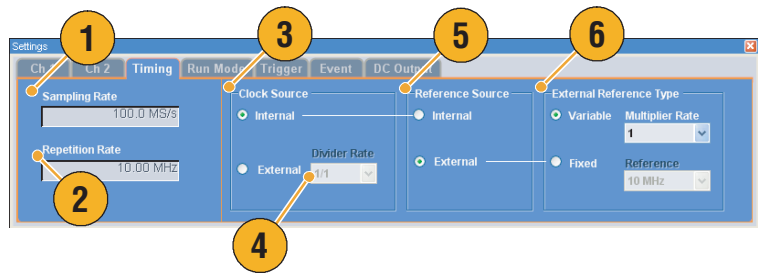 1 3 5 6
Settings
Ch 1 Ch 2 Timing Run Mode Trigger Event DC Output
Sampling Rate Clock Source Reference Source External Reference Type
100.0 MS/s Internal Internal Variable Multiplier Rate
1
Repetition Rate Divider Rate
10.00 MHz External 1/1 External Fixed Reference
10 MHz
2 4